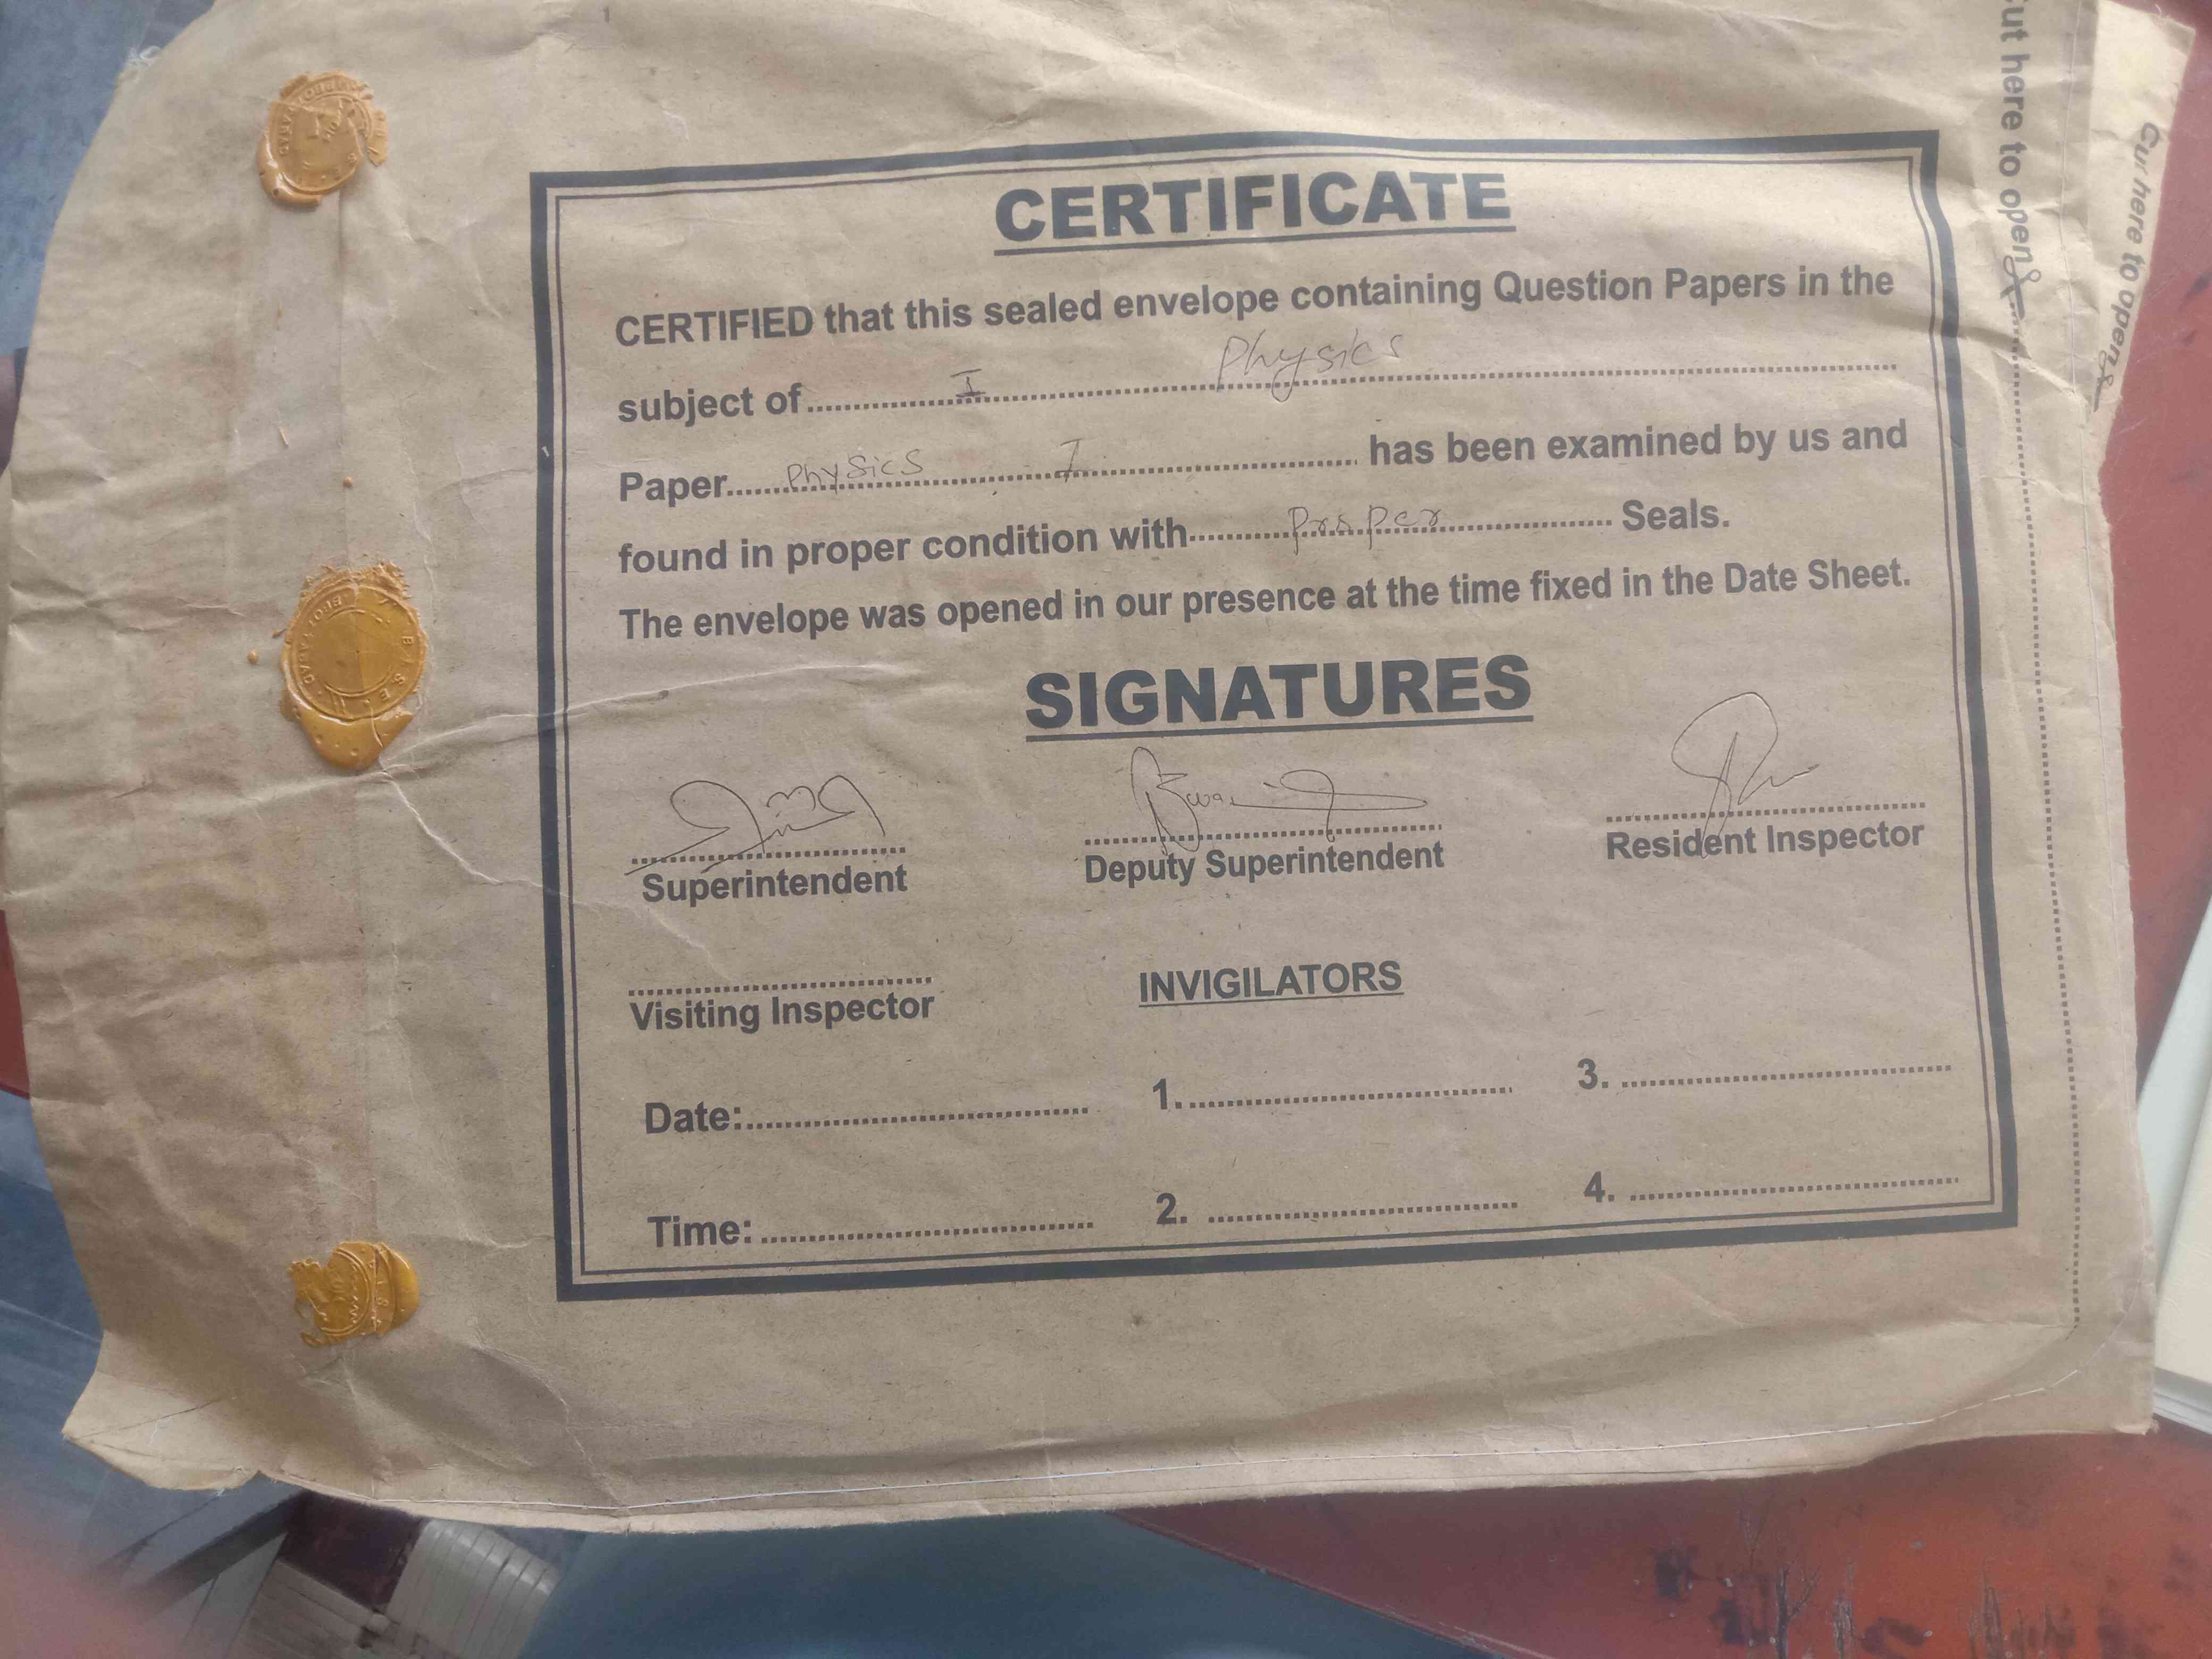 CERTIFICATE
CERTIFIED that this sealed envelope containing Question Papers in the
subject of I Physics
Paper Physics I has been examined by us and
found in proper condition with Proper Seals.
The envelope was opened in our presence at the time fixed in the Date Sheet.
SIGNATURES
Superintendent
Deputy Superintendent
Resident Inspector
Visiting Inspector
INVIGILATORS
Date:
1.
3.
Time:
2.
4.
ut here to open
Cut here to open